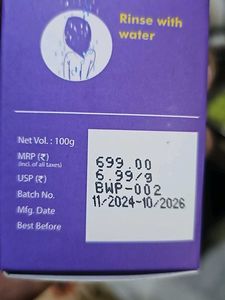 Rinse with
water
Net Vol.: 100g
MRP (₹) 699.00
(Incl. of all taxes)
USP (₹) 6.99/g
Batch No. BWP-002
Mfg. Date 11/2024-10/2026
Best Before